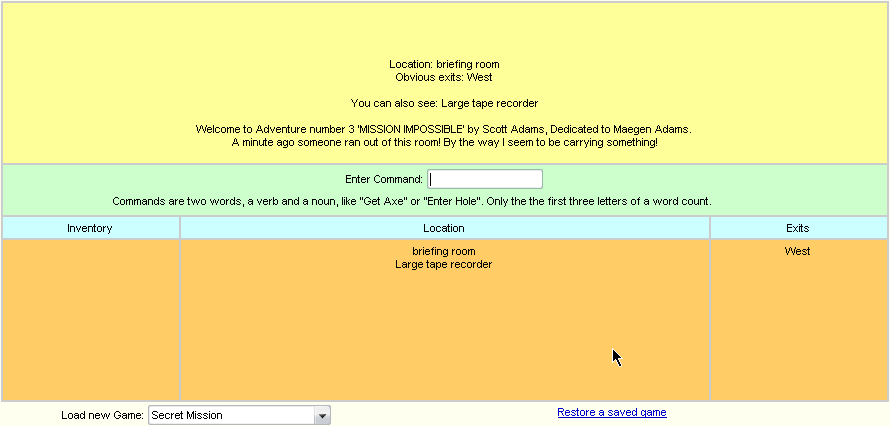 Location: briefing room
Obvious exits: West
You can also see: Large tape recorder
Welcome to Adventure number 3 'MISSION IMPOSSIBLE' by Scott Adams, Dedicated to Maegen Adams.
A minute ago someone ran out of this room! By the way I seem to be carrying something!
Enter Command:
Commands are two words, a verb and a noun, like "Get Axe" or "Enter Hole". Only the the first three letters of a word count.
Inventory Location Exits
briefing room West
Large tape recorder
Load new Game: Secret Mission Restore a saved game